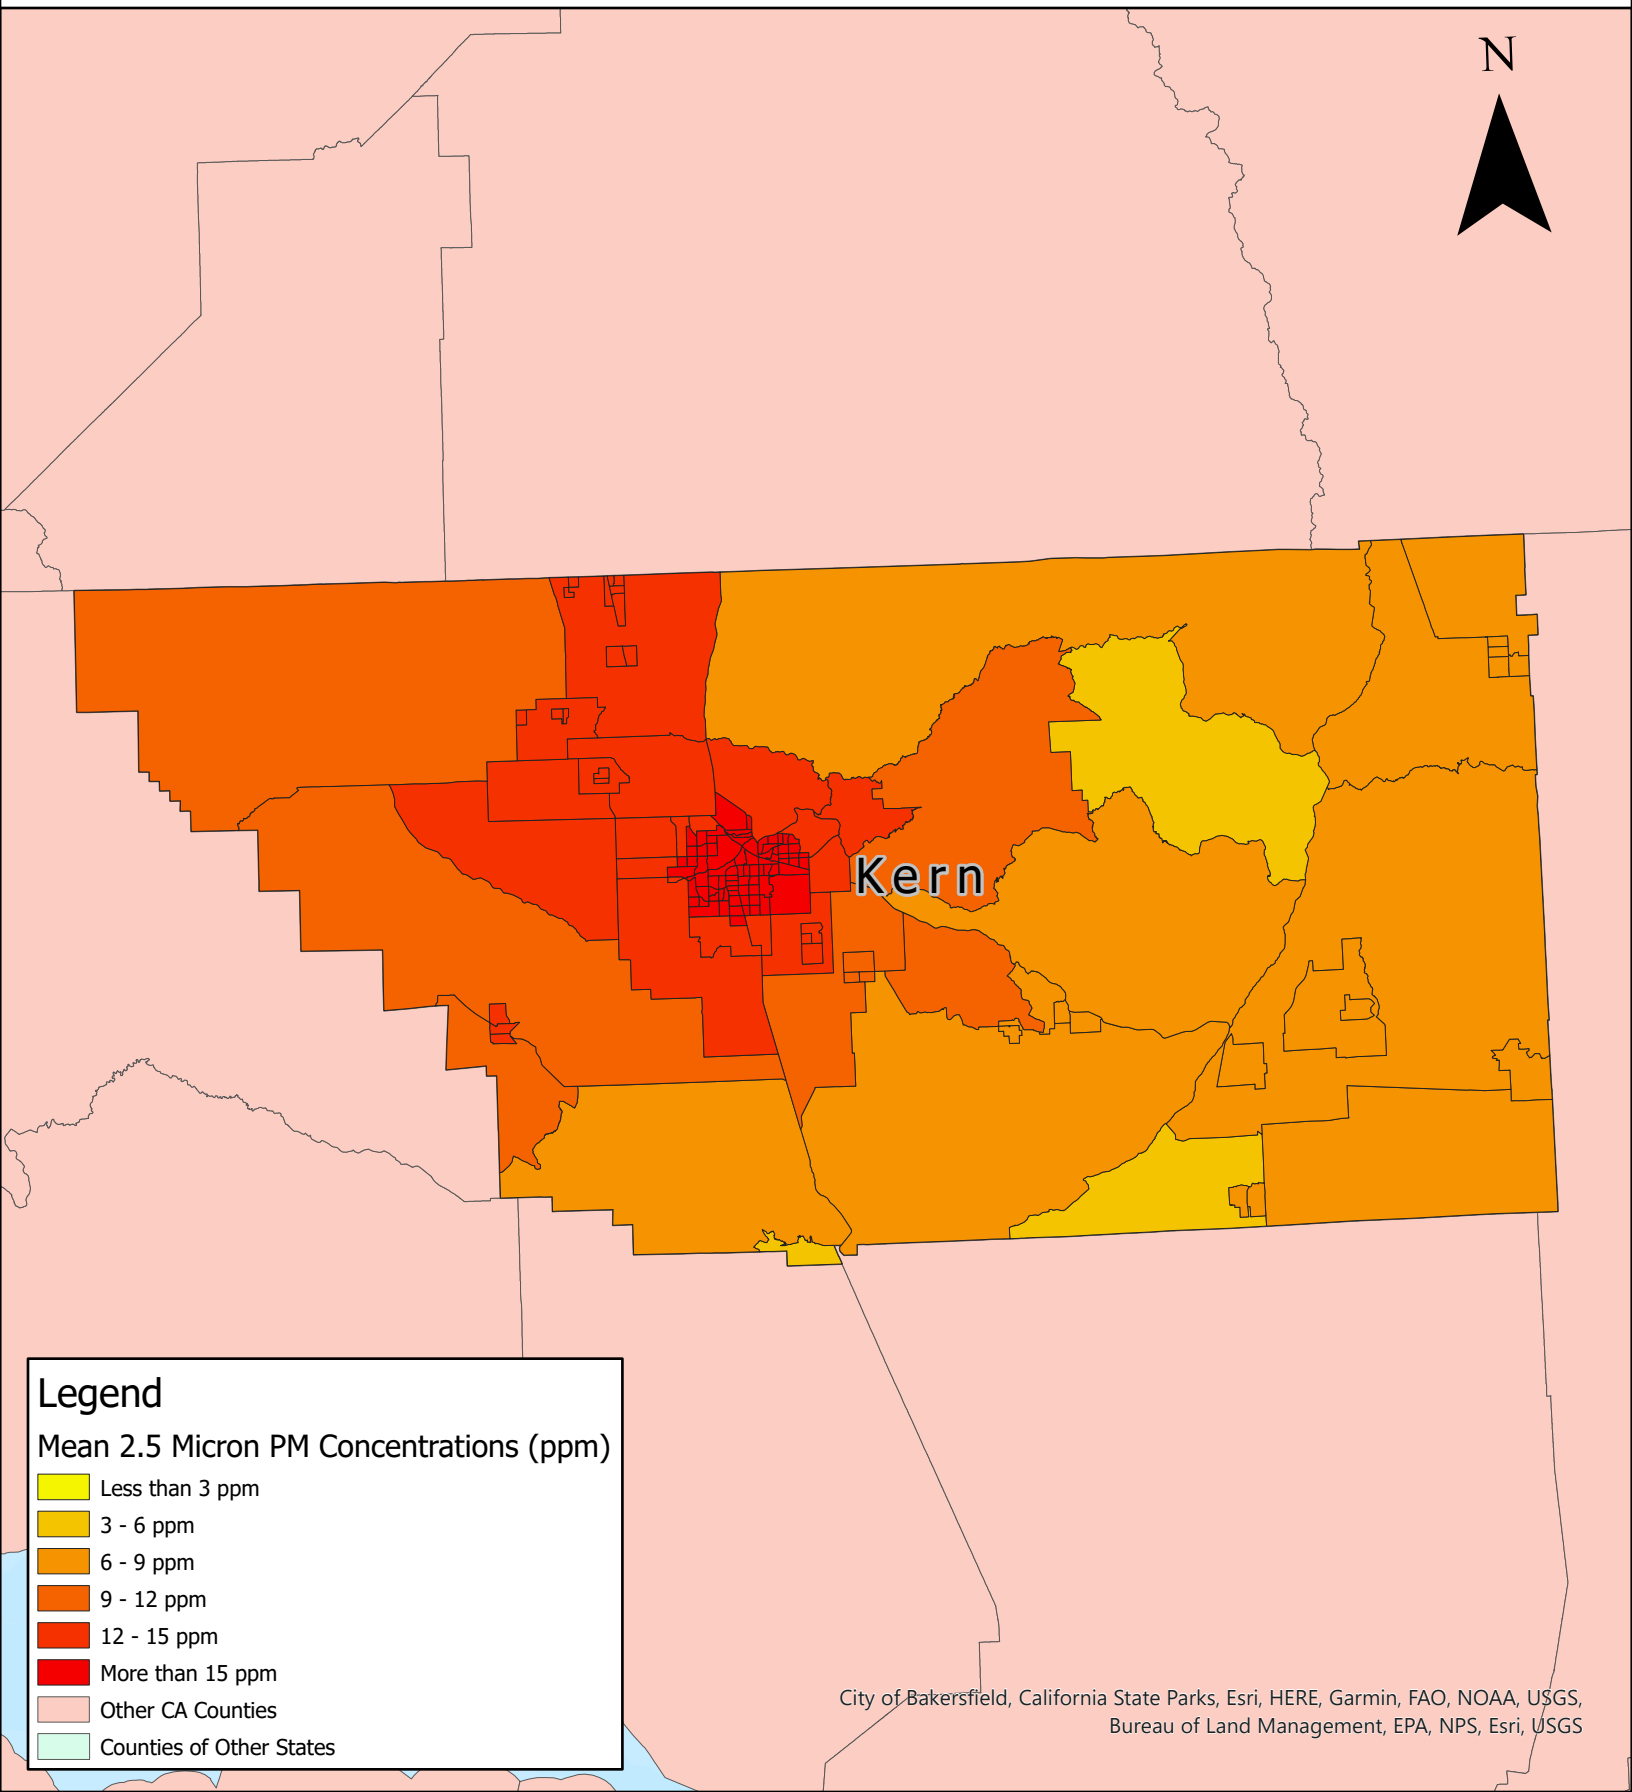 N
Kern
Legend
Mean 2.5 Micron PM Concentrations (ppm)
Less than 3 ppm
3 - 6 ppm
6 - 9 ppm
9 - 12 ppm
12 - 15 ppm
More than 15 ppm
Other CA Counties
Counties of Other States
City of Bakersfield, California State Parks, Esri, HERE, Garmin, FAO, NOAA, USGS,
Bureau of Land Management, EPA, NPS, Esri, USGS